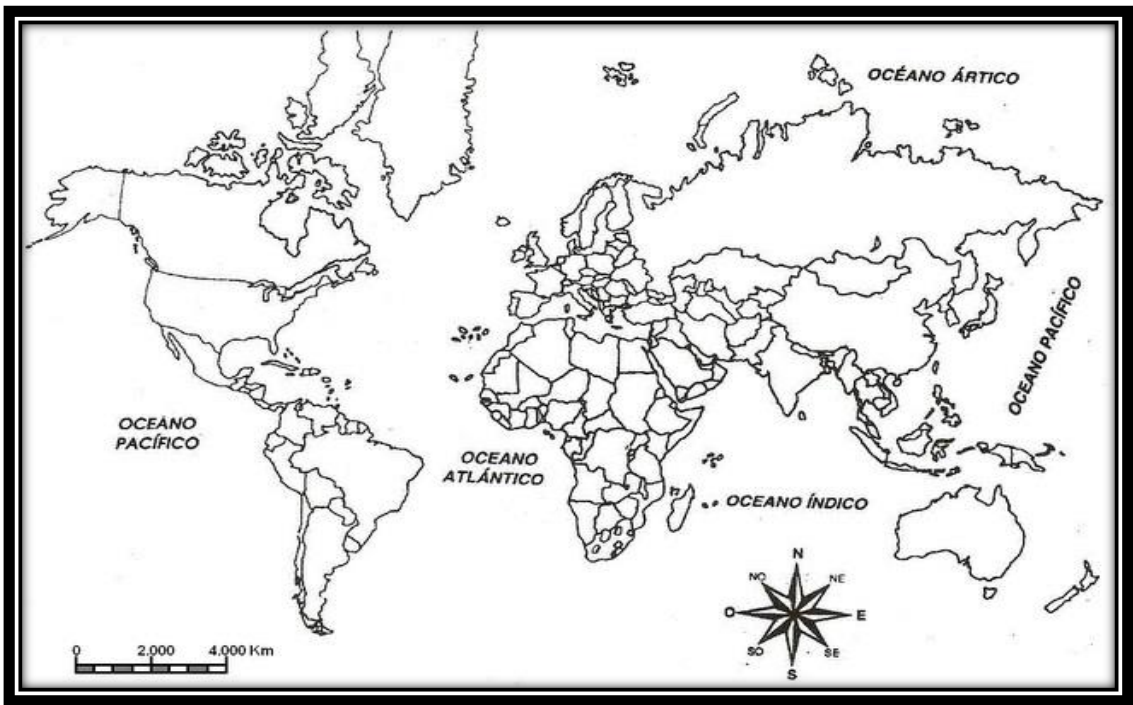 OCÉANO ÁRTICO
OCEANO PACÍFICO
OCEANO
PACÍFICO
OCEANO
ATLÁNTICO
OCEANO ÍNDICO
N
NO
NE
O
E
SO
SE
S
0 2.000 4.000 Km